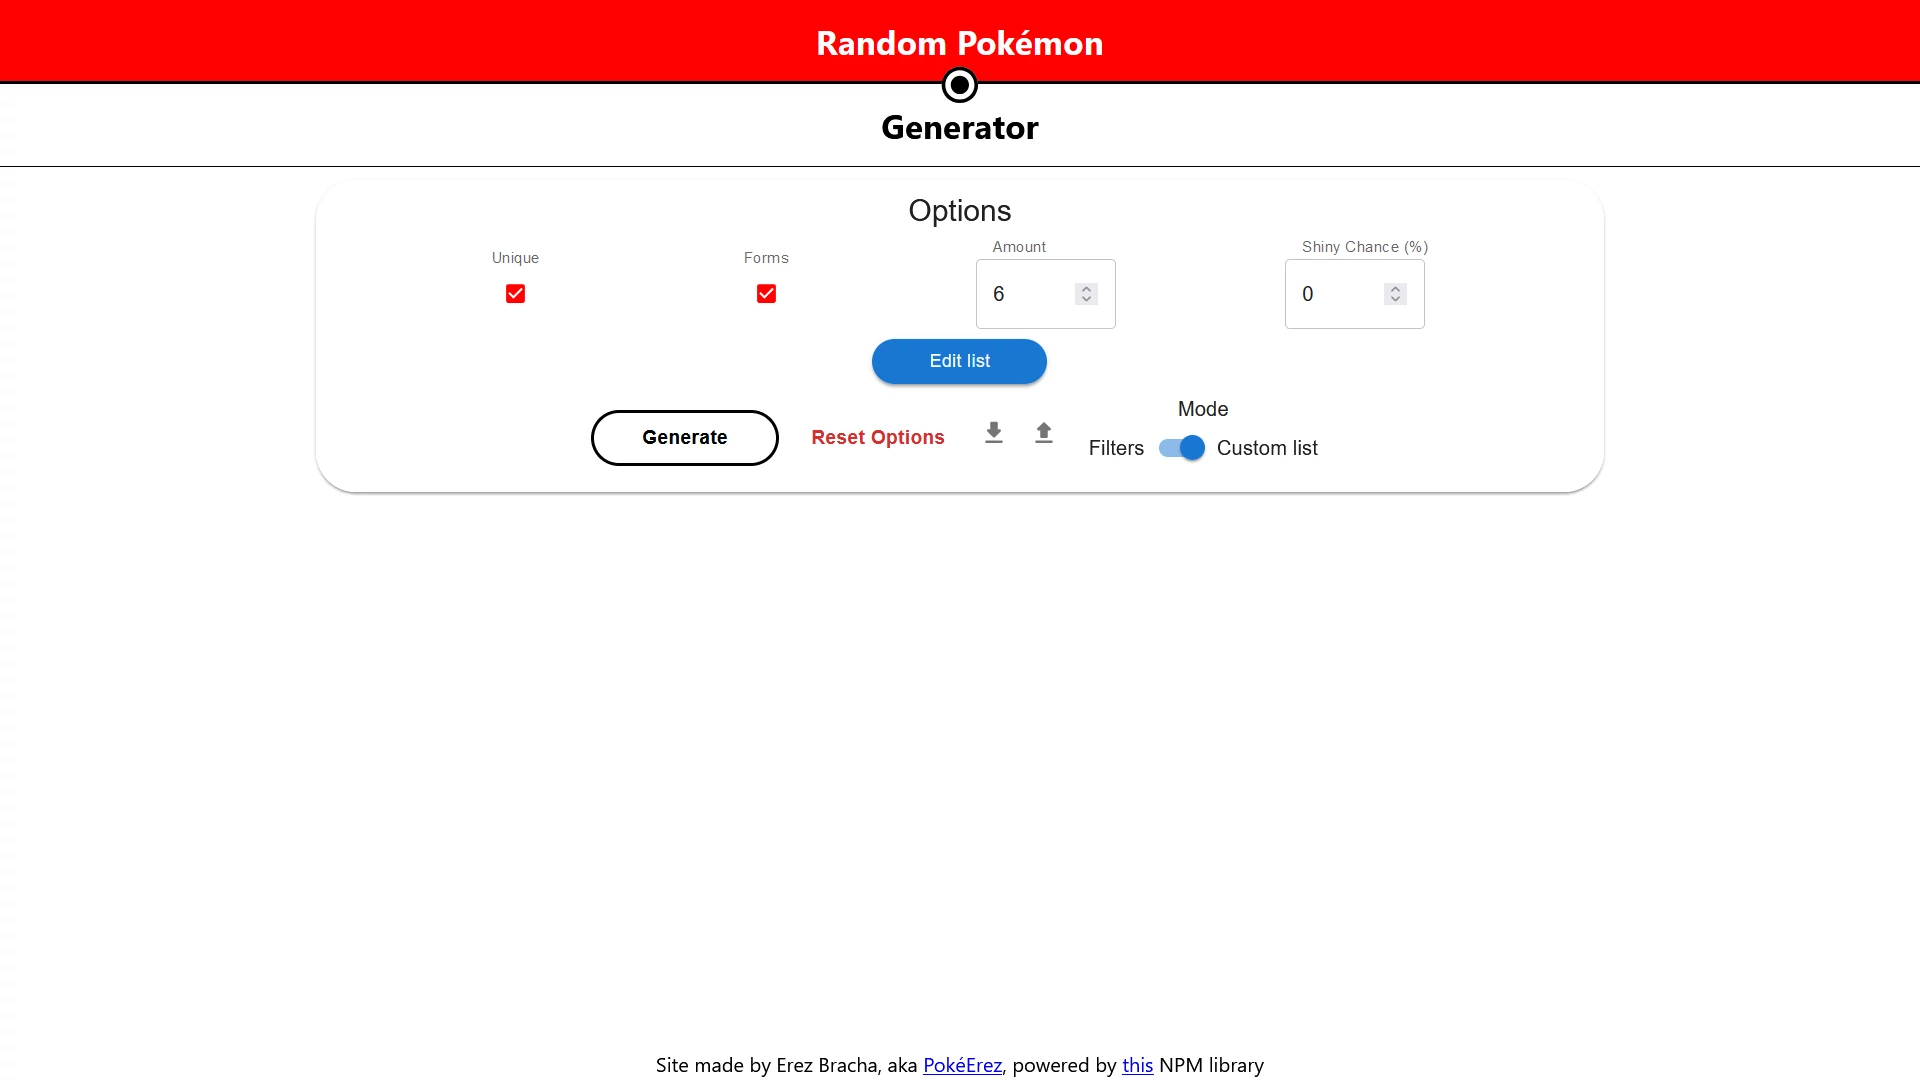 Random Pokémon
Generator
Options
Unique
Forms
Amount
Shiny Chance (%)
6
0
Edit list
Mode
Generate
Reset Options
Filters
Custom list
Site made by Erez Bracha, aka PokéErez, powered by this NPM library